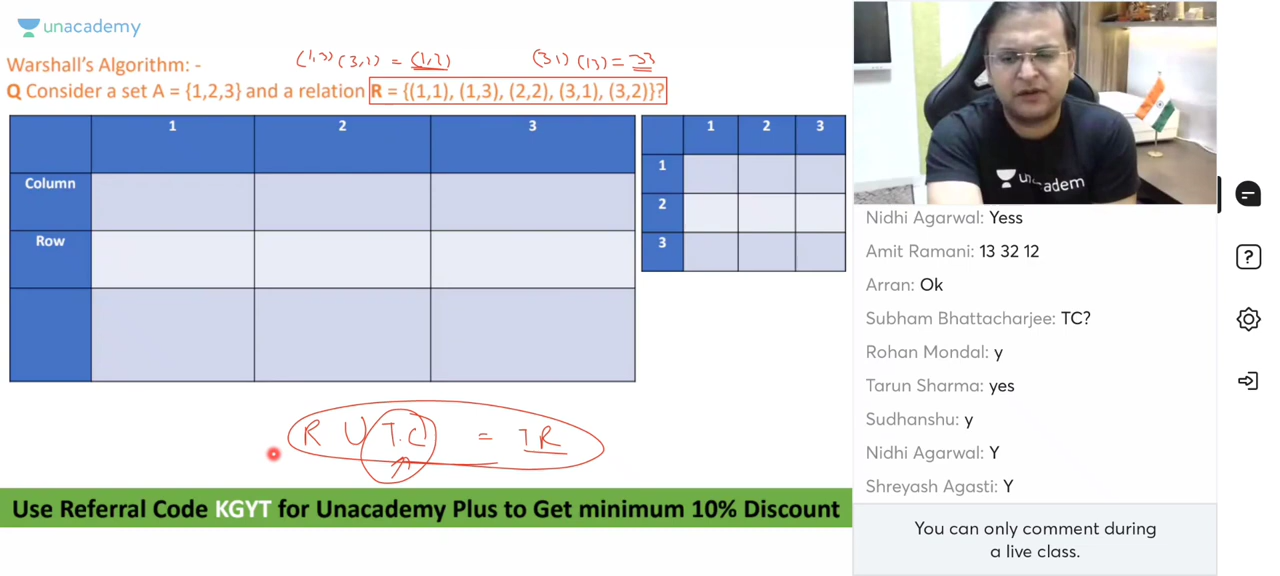 unacademy
Warshall's Algorithm: -
(1,3) (3,1) = (1,2)
(3,1) (1,3) = 33
Q Consider a set A = {1,2,3} and a relation R = {(1,1), (1,3), (2,2), (3,1), (3,2)}?
1 2 3
Column
Row
1 2 3
1
2
3
R U T.C = TR
Use Referral Code KGYT for Unacademy Plus to Get minimum 10% Discount
Nidhi Agarwal: Yess
Amit Ramani: 13 32 12
Arran: Ok
Subham Bhattacharjee: TC?
Rohan Mondal: y
Tarun Sharma: yes
Sudhanshu: y
Nidhi Agarwal: Y
Shreyash Agasti: Y
You can only comment during
a live class.